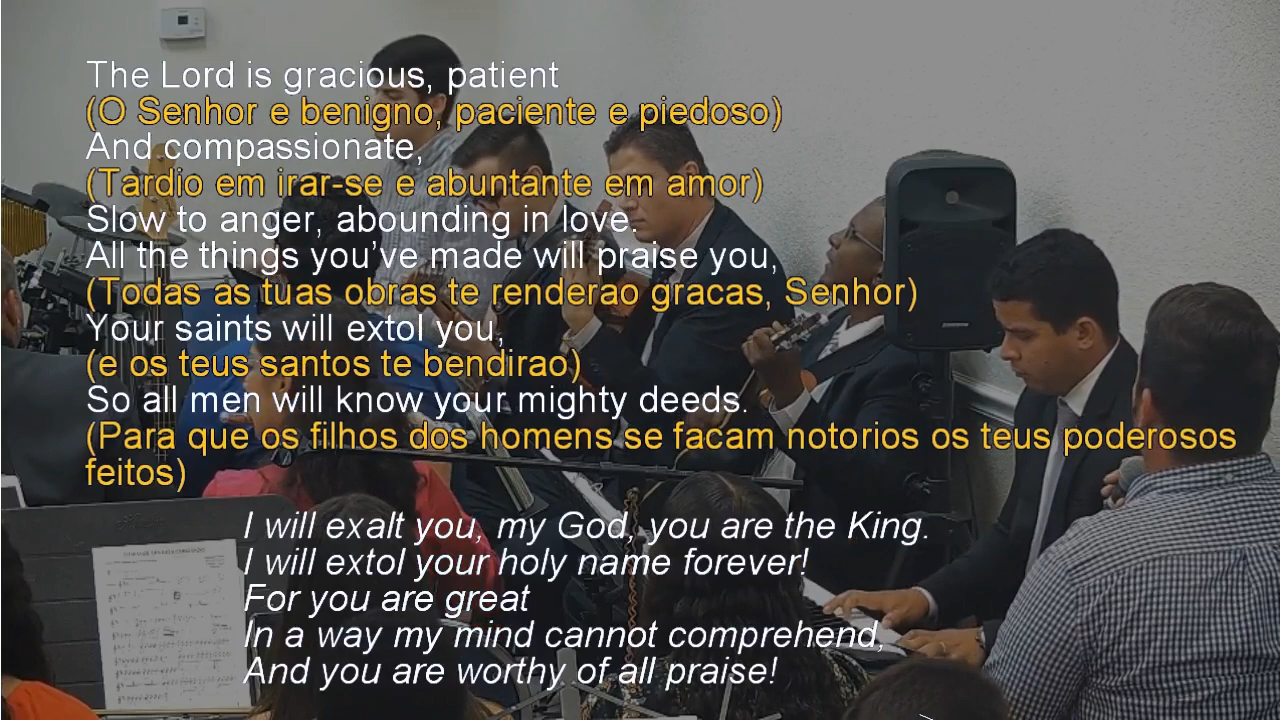 The Lord is gracious, patient
(O Senhor e benigno, paciente e piedoso)
And compassionate,
(Tardio em irar-se e abuntante em amor)
Slow to anger, abounding in love.
All the things you’ve made will praise you,
(Todas as tuas obras te renderao gracas, Senhor)
Your saints will extol you,
(e os teus santos te bendirao)
So all men will know your mighty deeds.
(Para que os filhos dos homens se facam notorios os teus poderosos
feitos)
I will exalt you, my God, you are the King.
I will extol your holy name forever!
For you are great
In a way my mind cannot comprehend,
And you are worthy of all praise!